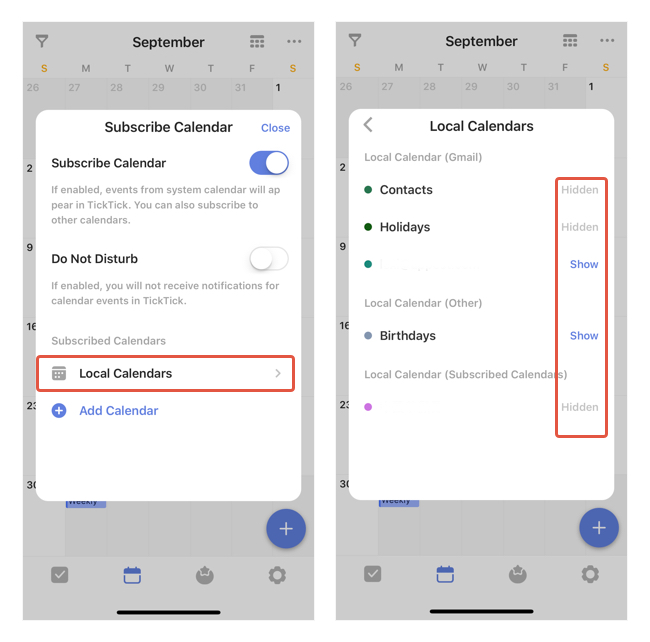 September
S M T W T F S
26 27 28 29 30 31 1
Subscribe Calendar
Close
2
Subscribe Calendar
If enabled, events from system calendar will ap
pear in TickTick. You can also subscribe to
other calendars.
9
Do Not Disturb
If enabled, you will not receive notifications for
calendar events in TickTick.
16
Subscribed Calendars
Local Calendars
23
Add Calendar
30
Weekly
September
S M T W T F S
26 27 28 29 30 31 1
Local Calendars
Local Calendar (Gmail)
2
Contacts
Hidden
Holidays
Hidden
9
Show
Local Calendar (Other)
16
Birthdays
Show
Local Calendar (Subscribed Calendars)
23
Hidden
30
Weekly